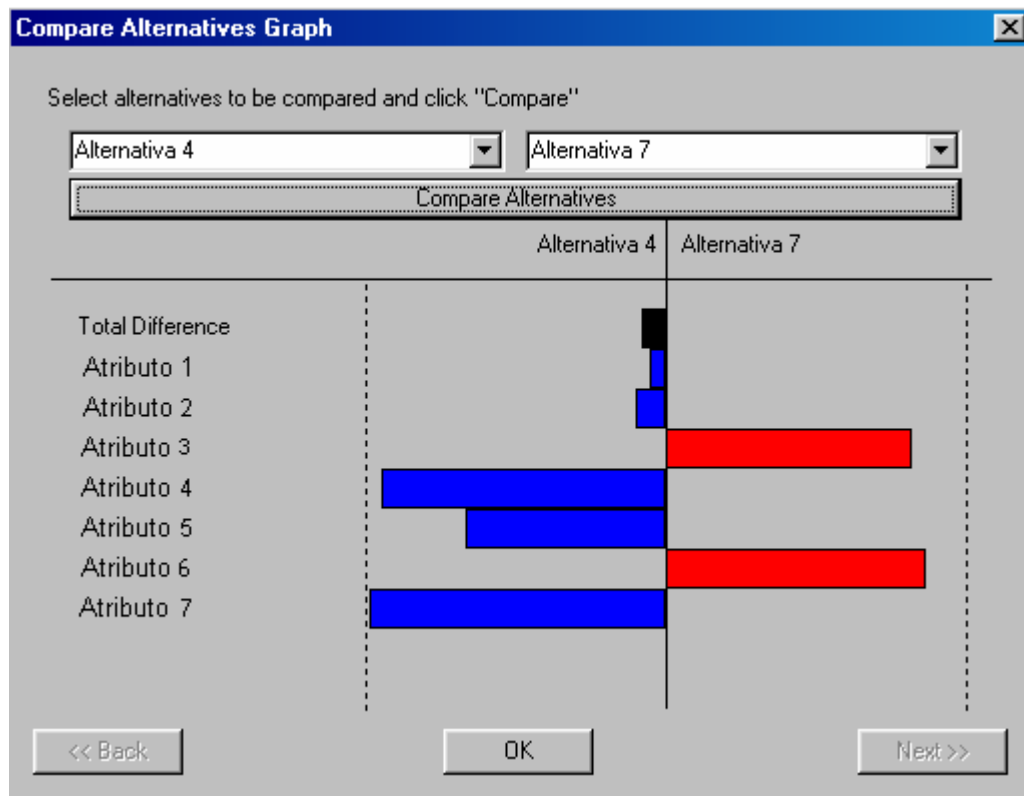 Compare Alternatives Graph
Select alternatives to be compared and click "Compare"
Alternativa 4 Alternativa 7
Compare Alternatives
Alternativa 4 Alternativa 7
Total Difference
Atributo 1
Atributo 2
Atributo 3
Atributo 4
Atributo 5
Atributo 6
Atributo 7
<< Back OK Next >>